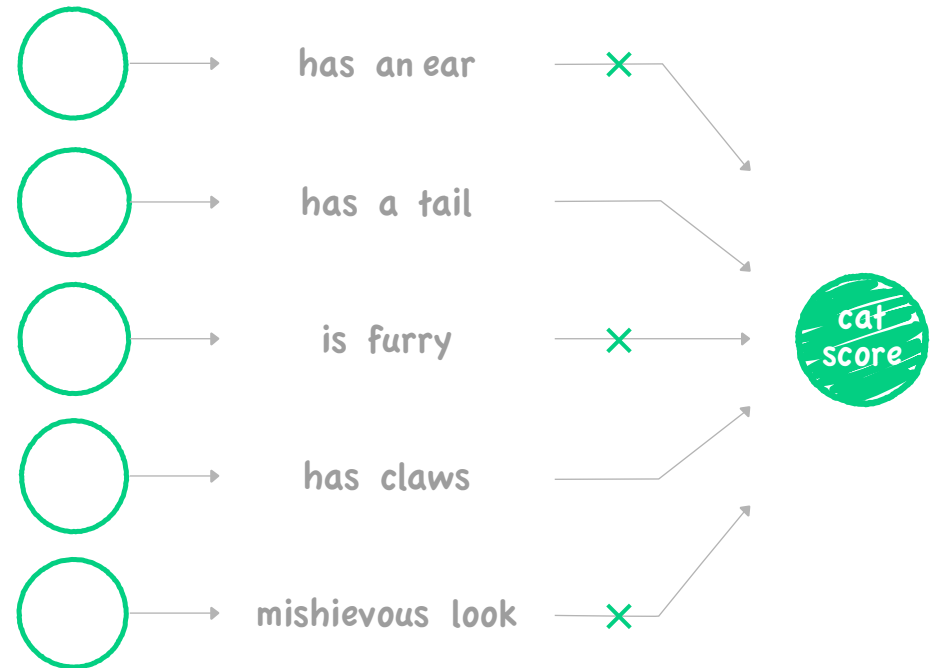 has an ear
has a tail
is furry
has claws
mishievous look
cat
score